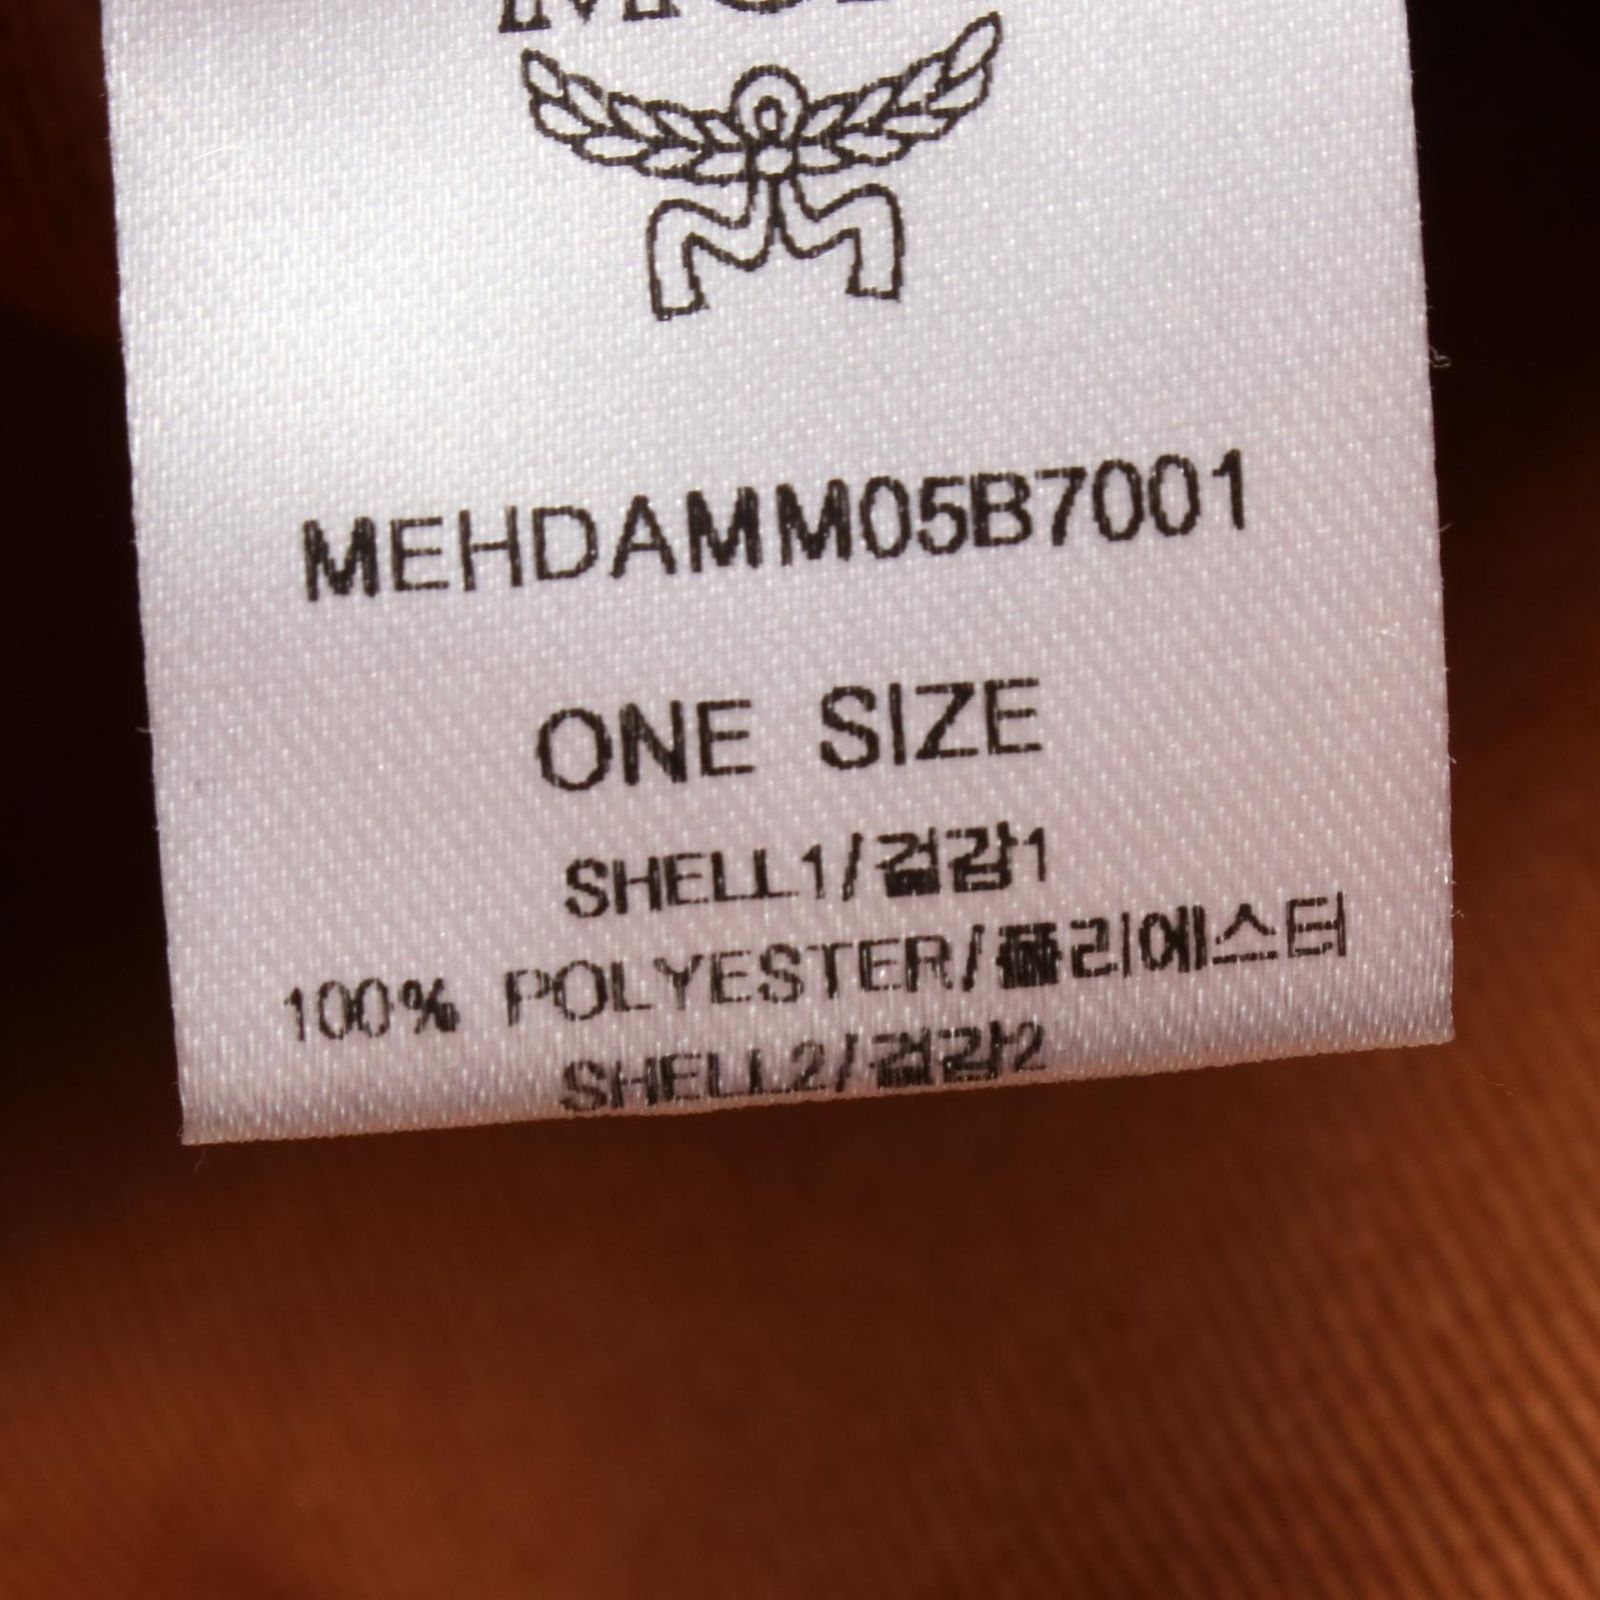 MEHDAMM05B7001
ONE SIZE
SHELL1/겉감1
100% POLYESTER/폴리에스터
SHELL2/겉감2